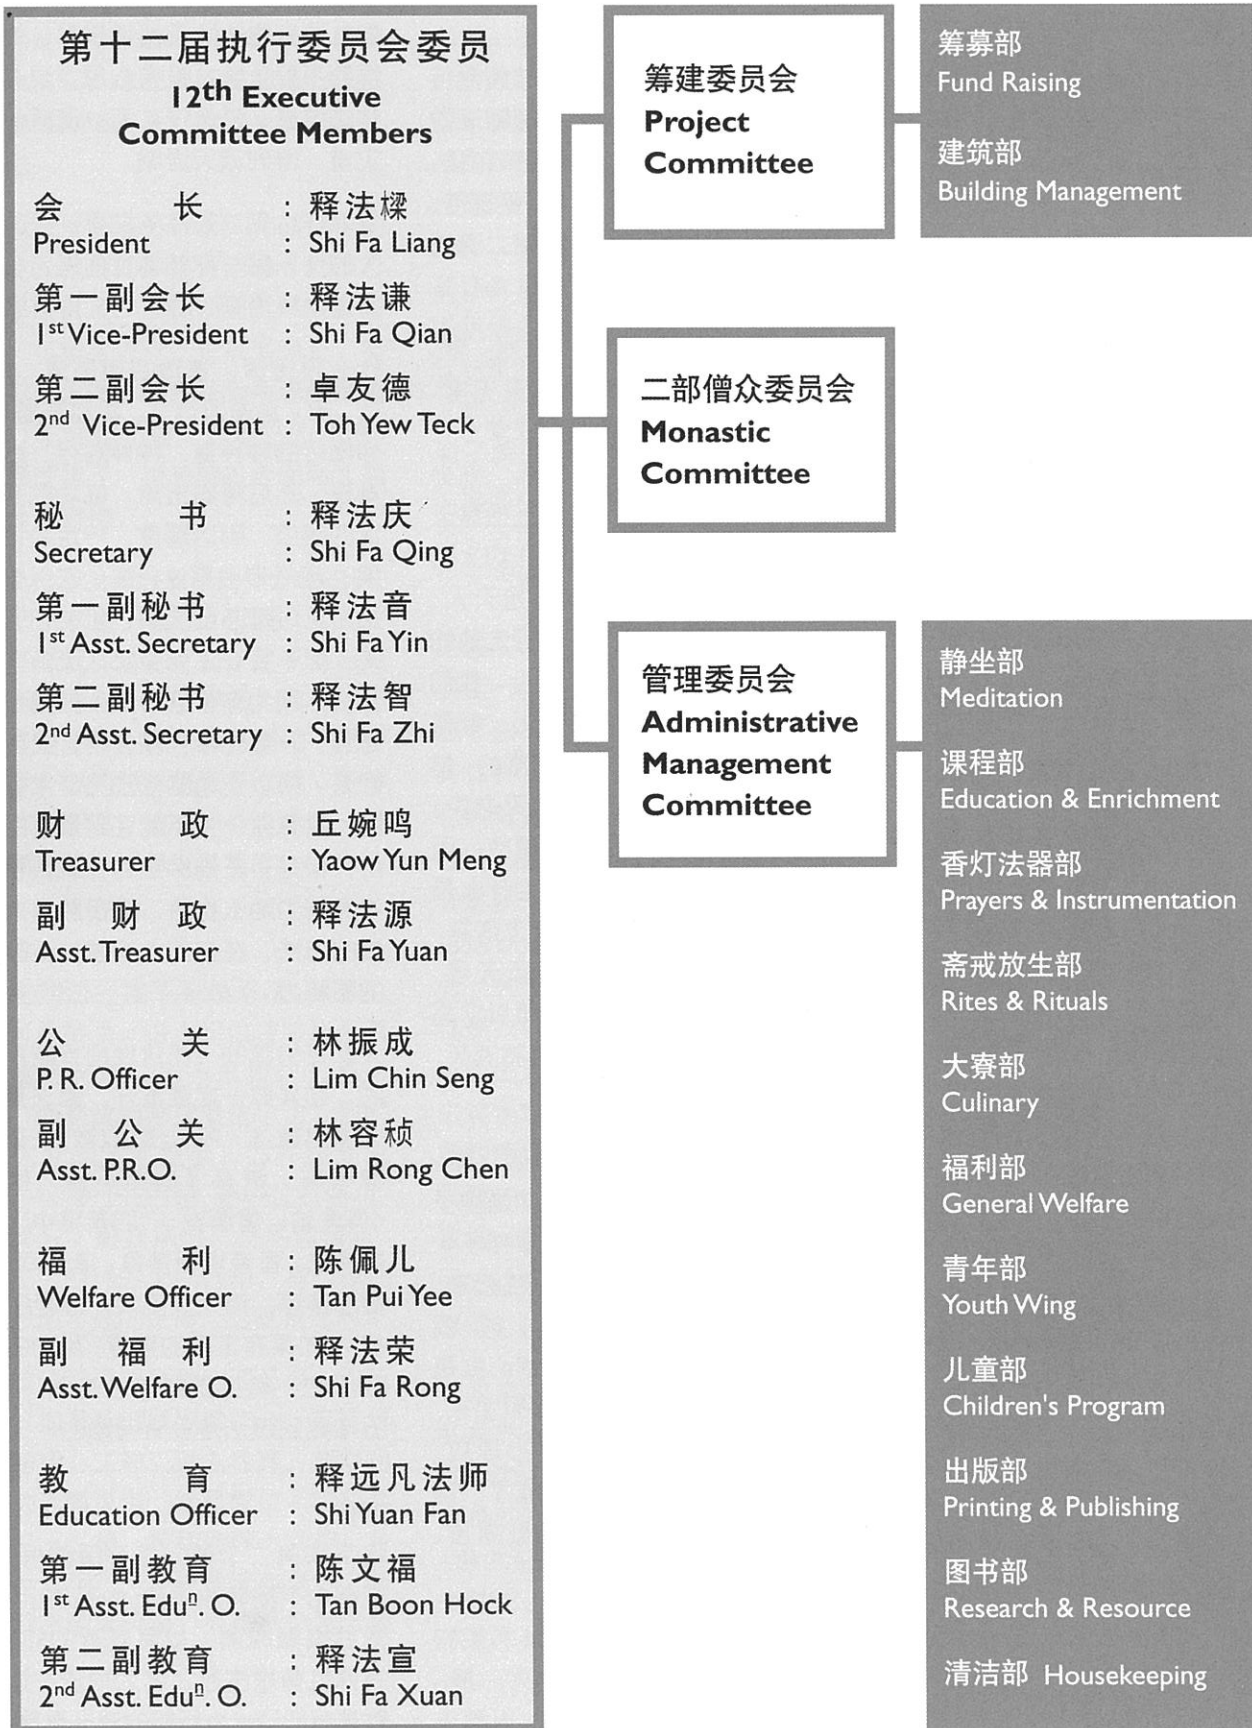 第十二届执行委员会委员
12th Executive
Committee Members
会 长 : 释法樑
President : Shi Fa Liang
第一副会长 : 释法谦
1st Vice-President : Shi Fa Qian
第二副会长 : 卓友德
2nd Vice-President : Toh Yew Teck
秘 书 : 释法庆
Secretary : Shi Fa Qing
第一副秘书 : 释法音
1st Asst. Secretary : Shi Fa Yin
第二副秘书 : 释法智
2nd Asst. Secretary : Shi Fa Zhi
财 政 : 丘婉鸣
Treasurer : Yaow Yun Meng
副 财 政 : 释法源
Asst. Treasurer : Shi Fa Yuan
公 关 : 林振成
P. R. Officer : Lim Chin Seng
副 公 关 : 林容祯
Asst. P.R.O. : Lim Rong Chen
福 利 : 陈佩儿
Welfare Officer : Tan Pui Yee
副 福 利 : 释法荣
Asst. Welfare O. : Shi Fa Rong
教 育 : 释远凡法师
Education Officer : Shi Yuan Fan
第一副教育 : 陈文福
1st Asst. Eduⁿ. O. : Tan Boon Hock
第二副教育 : 释法宣
2nd Asst. Eduⁿ. O. : Shi Fa Xuan
筹建委员会
Project
Committee
筹募部
Fund Raising
建筑部
Building Management
二部僧众委员会
Monastic
Committee
管理委员会
Administrative
Management
Committee
静坐部
Meditation
课程部
Education & Enrichment
香灯法器部
Prayers & Instrumentation
斋戒放生部
Rites & Rituals
大寮部
Culinary
福利部
General Welfare
青年部
Youth Wing
儿童部
Children's Program
出版部
Printing & Publishing
图书部
Research & Resource
清洁部 Housekeeping